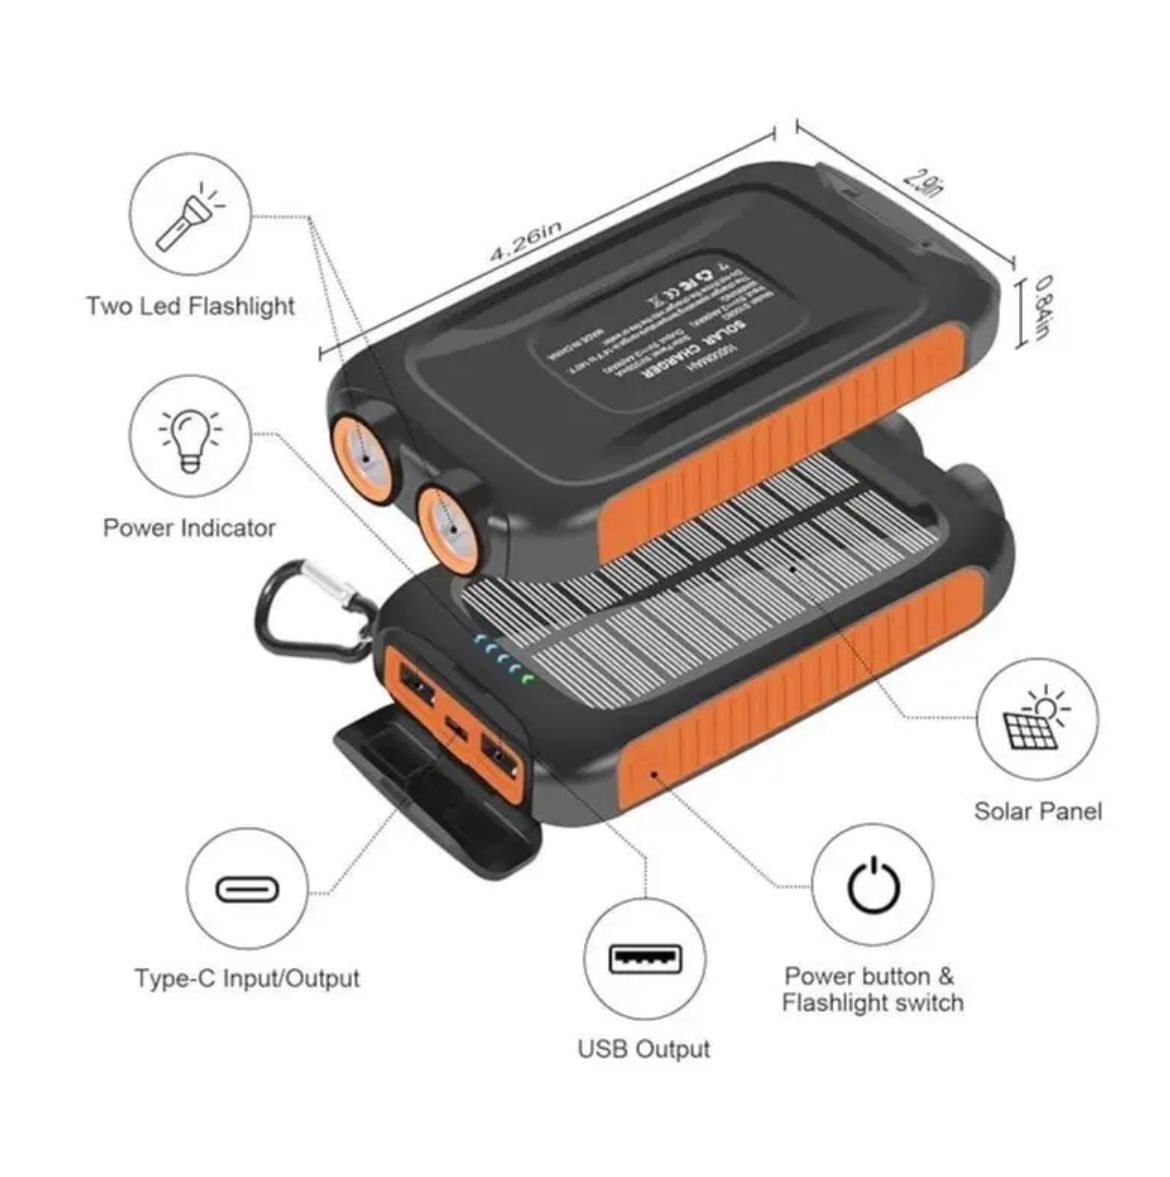 4.26in
2.9in
0.84in
Two Led Flashlight
10000MAH
SOLAR CHARGER
MADE IN CHINA
Power Indicator
Solar Panel
Type-C Input/Output
Power button &
Flashlight switch
USB Output